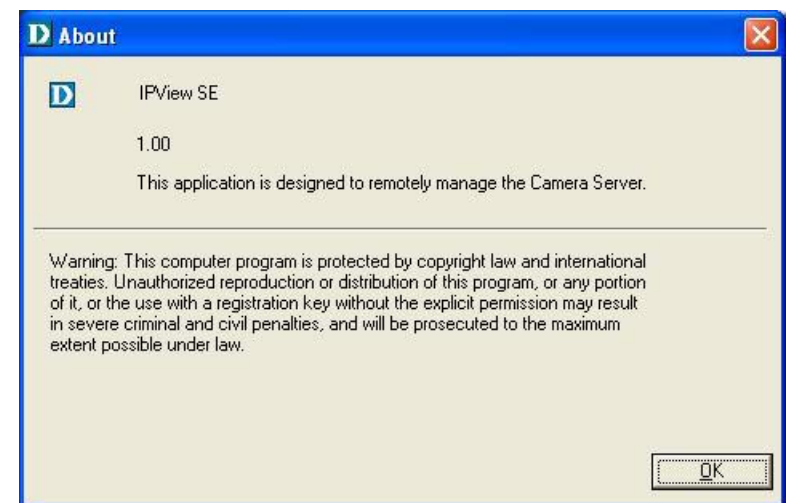 D About
D IPView SE
1.00
This application is designed to remotely manage the Camera Server.
Warning: This computer program is protected by copyright law and international
treaties. Unauthorized reproduction or distribution of this program, or any portion
of it, or the use with a registration key without the explicit permission may result
in severe criminal and civil penalties, and will be prosecuted to the maximum
extent possible under law.
OK